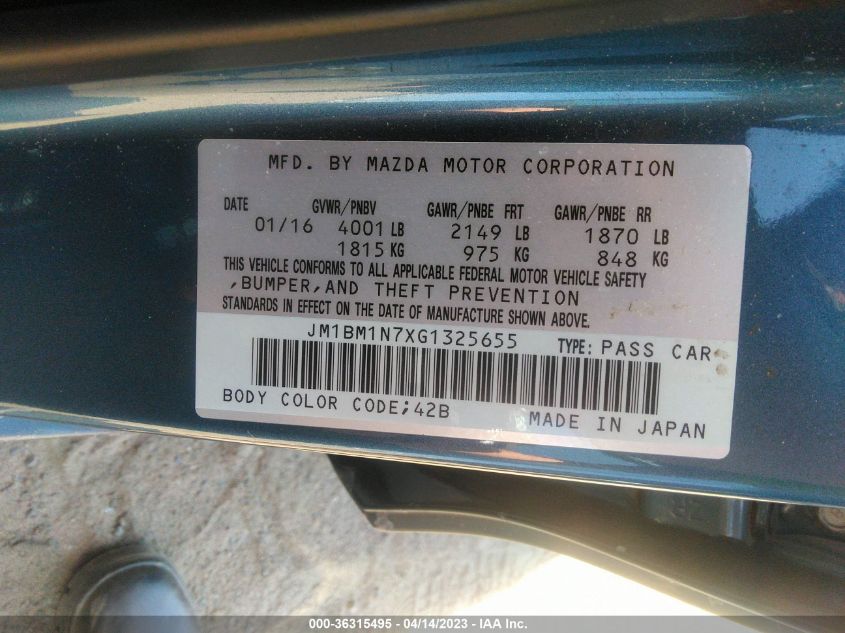 MFD. BY MAZDA MOTOR CORPORATION
DATE GVWR/PNBV GAWR/PNBE FRT GAWR/PNBE RR
01/16 4001 LB 2149 LB 1870 LB
1815 KG 975 KG 848 KG
THIS VEHICLE CONFORMS TO ALL APPLICABLE FEDERAL MOTOR VEHICLE SAFETY
,BUMPER,AND THEFT PREVENTION
STANDARDS IN EFFECT ON THE DATE OF MANUFACTURE SHOWN ABOVE.
JM1BM1N7XG1325655 TYPE: PASS CAR
BODY COLOR CODE;42B MADE IN JAPAN
000-36315495 - 04/14/2023 - IAA Inc.